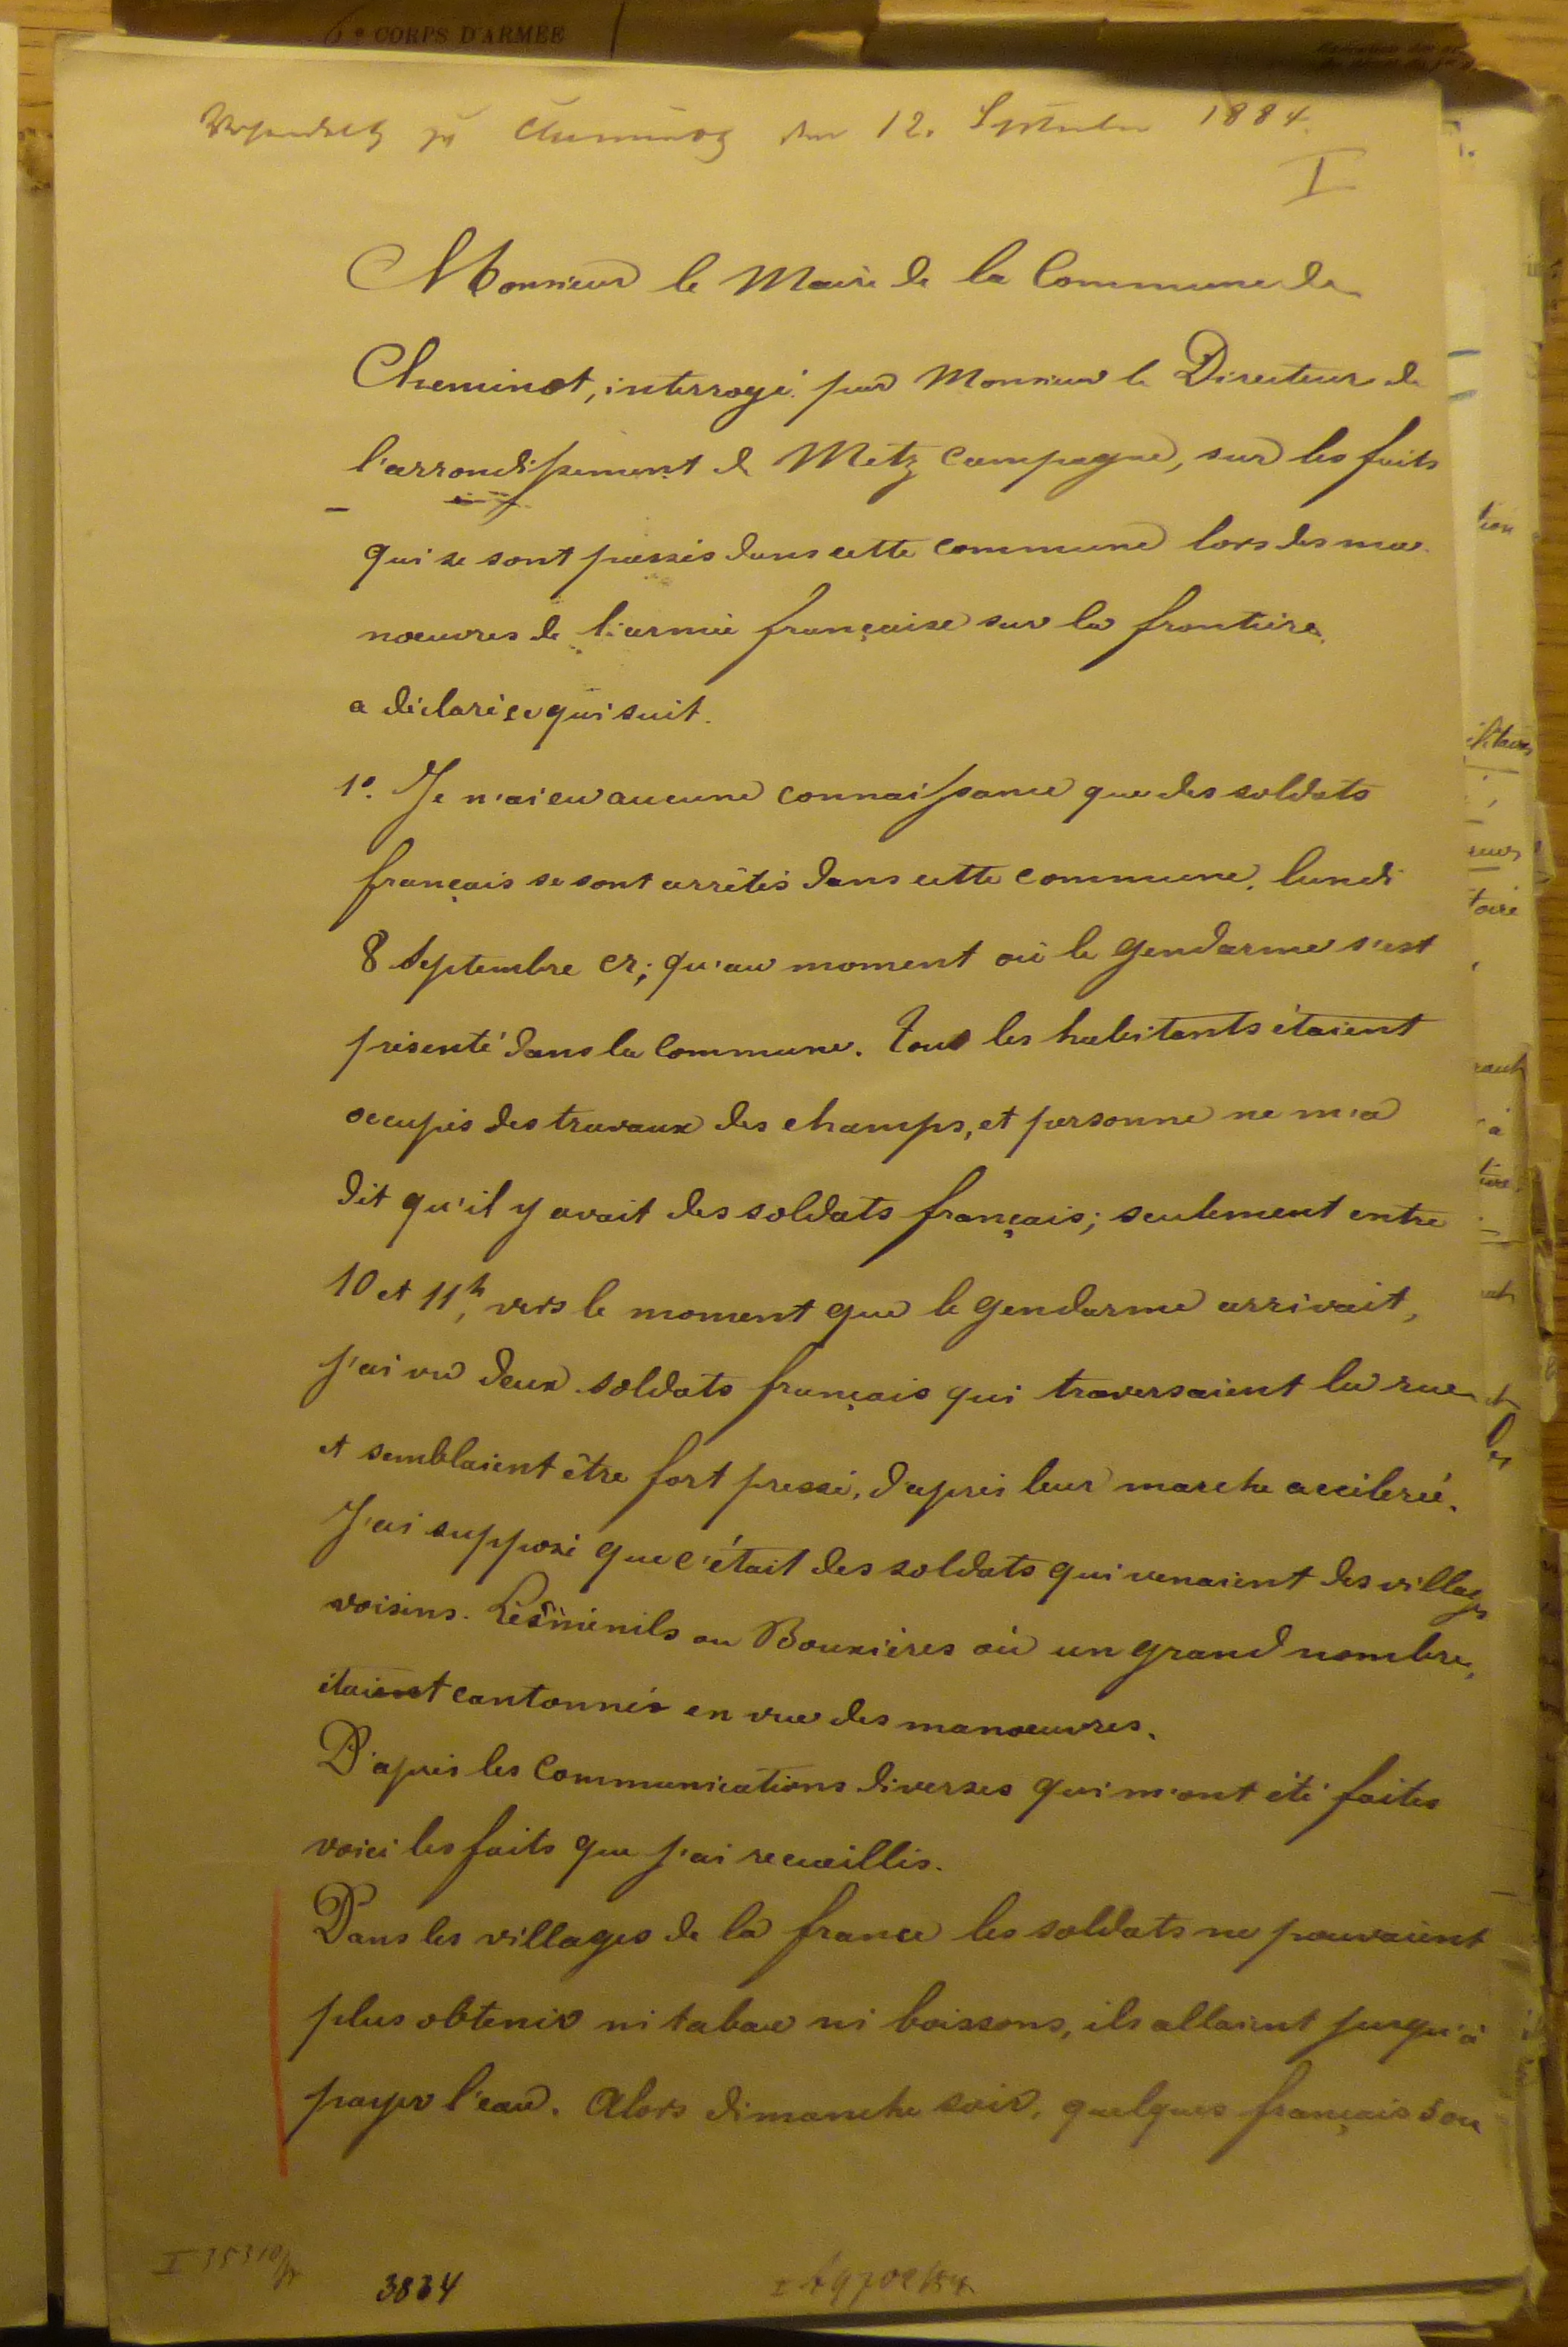 6e CORPS D'ARMÉE
Verhandelt zu Cheminot den 12. September 1884.
I
Monsieur le Maire de la Commune de
Cheminot, interrogé par Monsieur le Directeur de
l'arrondissement de Metz campagne, sur les faits
qui se sont passés dans cette commune lors des ma-
noeuvres de l'armée française sur la frontière,
a déclaré ce qui suit.
1°. Je n'ai eu aucune connaissance que des soldats
français se sont arrêtés dans cette commune, lundi
8 Septembre cr; qu'au moment où le gendarme s'est
présenté dans la commune. Tous les habitants étaient
occupés des travaux des champs, et personne ne m'a
dit qu'il y avait des soldats français; seulement entre
10 et 11h, vers le moment que le gendarme arrivait,
j'ai vu deux soldats français qui traversaient la rue
et semblaient être fort pressé, d'après leur marche accélerée.
J'ai supposé que c'était des soldats qui venaient des villages
voisins. Lesménils ou Bouxières où un grand nombre,
étaient cantonnés en vue des manoeuvres.
D'après les communications diverses qui m'ont été faites
voici les faits que j'ai recueillis.
Dans les villages de la france les soldats ne pouvaient
plus obtenir ni tabac ni boissons, ils allaient jusqu'à
payer l'eau. Alors dimanche soir, quelques français sou
3834